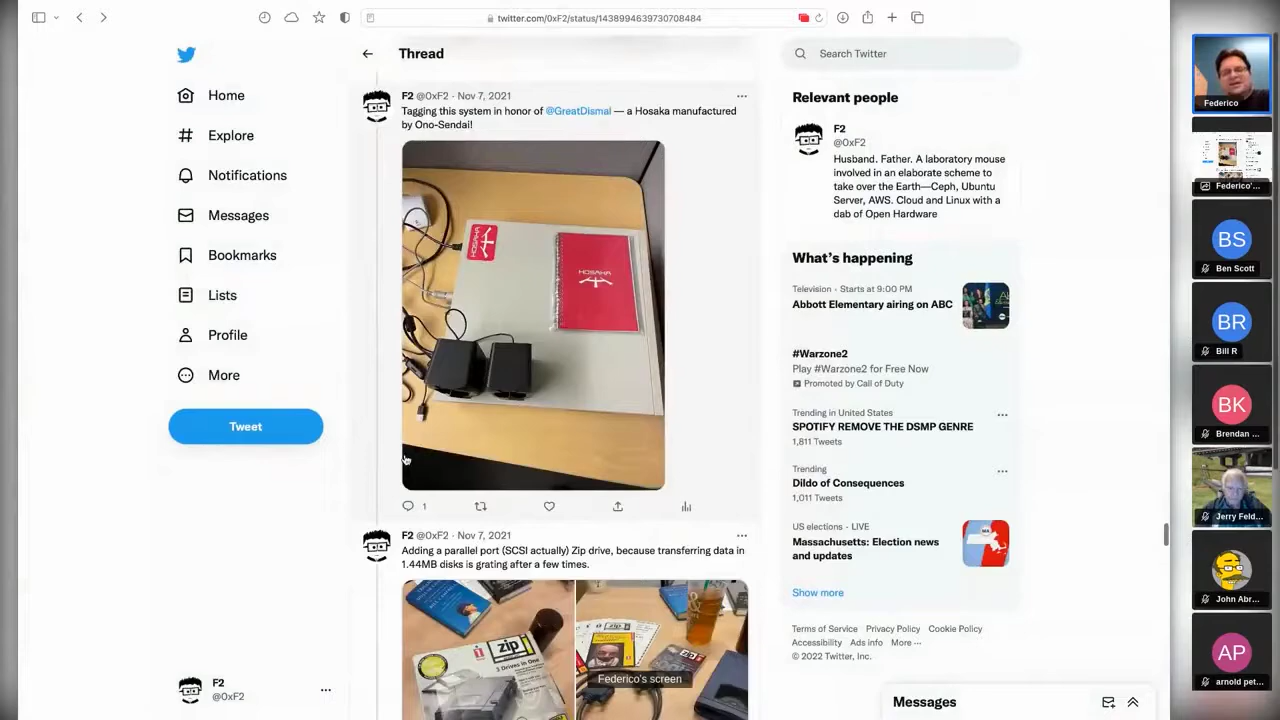 twitter.com/0xF2/status/1438994639730708484
Home
Explore
Notifications
Messages
Bookmarks
Lists
Profile
More
Tweet
F2
@0xF2
Thread
F2 @0xF2 · Nov 7, 2021
Tagging this system in honor of @GreatDismal — a Hosaka manufactured
by Ono-Sendai!
HOSAKA
1
F2 @0xF2 · Nov 7, 2021
Adding a parallel port (SCSI actually) Zip drive, because transferring data in
1.44MB disks is grating after a few times.
zip
3 Drives in One
Federico's screen
Search Twitter
Relevant people
F2
@0xF2
Husband. Father. A laboratory mouse
involved in an elaborate scheme to
take over the Earth—Ceph, Ubuntu
Server, AWS. Cloud and Linux with a
dab of Open Hardware
What's happening
Television · Starts at 9:00 PM
Abbott Elementary airing on ABC
#Warzone2
Play #Warzone2 for Free Now
Promoted by Call of Duty
Trending in United States
SPOTIFY REMOVE THE DSMP GENRE
1,811 Tweets
Trending
Dildo of Consequences
1,011 Tweets
US elections · LIVE
Massachusetts: Election news
and updates
Show more
Terms of Service Privacy Policy Cookie Policy
Accessibility Ads info More ···
© 2022 Twitter, Inc.
Messages
Federico
Federico'...
BS
Ben Scott
BR
Bill R
BK
Brendan ...
Jerry Feld...
John Abr...
AP
arnold pet...